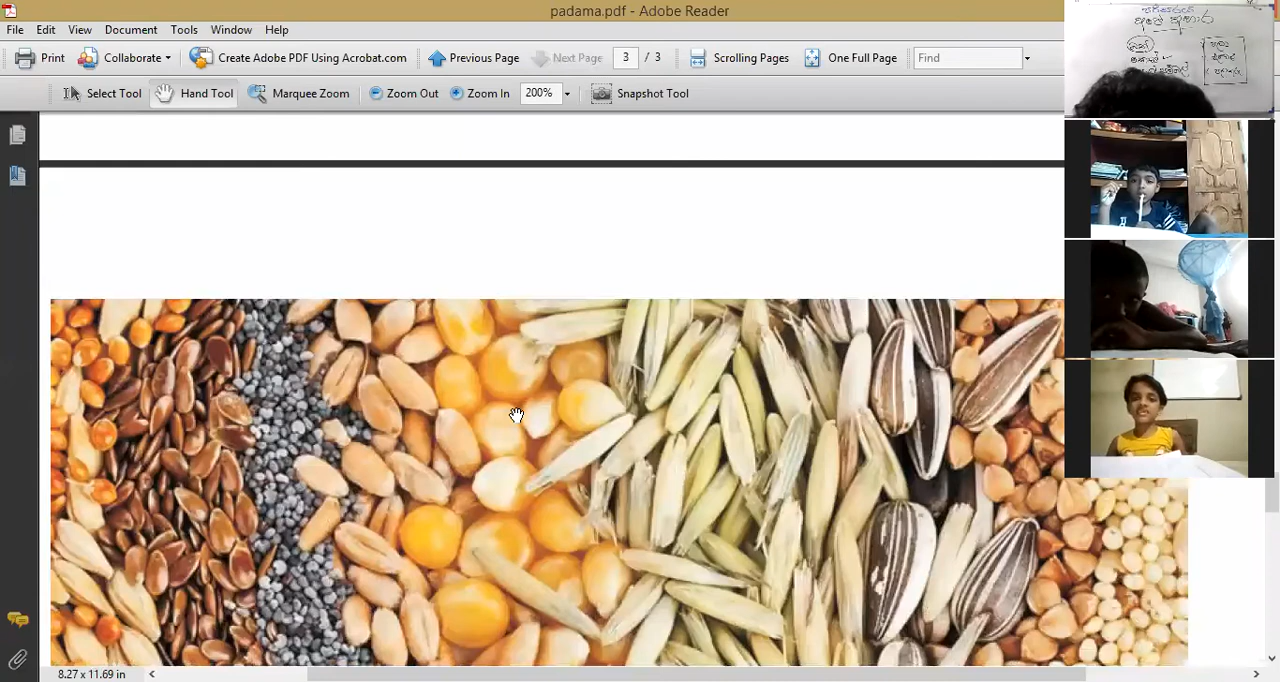 padama.pdf - Adobe Reader
File Edit View Document Tools Window Help
Print Collaborate Create Adobe PDF Using Acrobat.com Previous Page Next Page 3 / 3 Scrolling Pages One Full Page Find
Select Tool Hand Tool Marquee Zoom Zoom Out Zoom In 200% Snapshot Tool
8.27 x 11.69 in